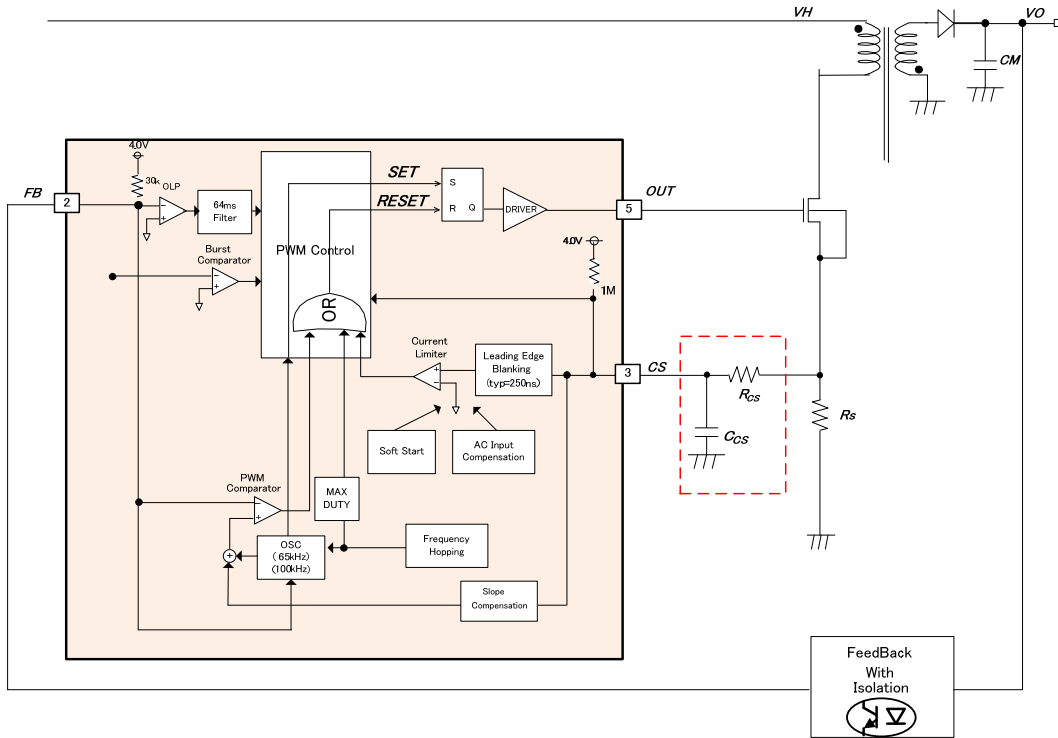 VH
VO
CM
4.0V
30k
OLP
FB
2
64ms
Filter
SET
RESET
S
R
Q
DRIVER
5
OUT
Burst
Comparator
PWM Control
OR
4.0V
1M
Current
Limiter
Leading Edge
Blanking
(typ=250ns)
3
CS
RCS
CCS
RS
Soft Start
AC Input
Compensation
PWM
Comparator
MAX
DUTY
OSC
( 65kHz)
(100kHz)
Frequency
Hopping
Slope
Compensation
FeedBack
With
Isolation